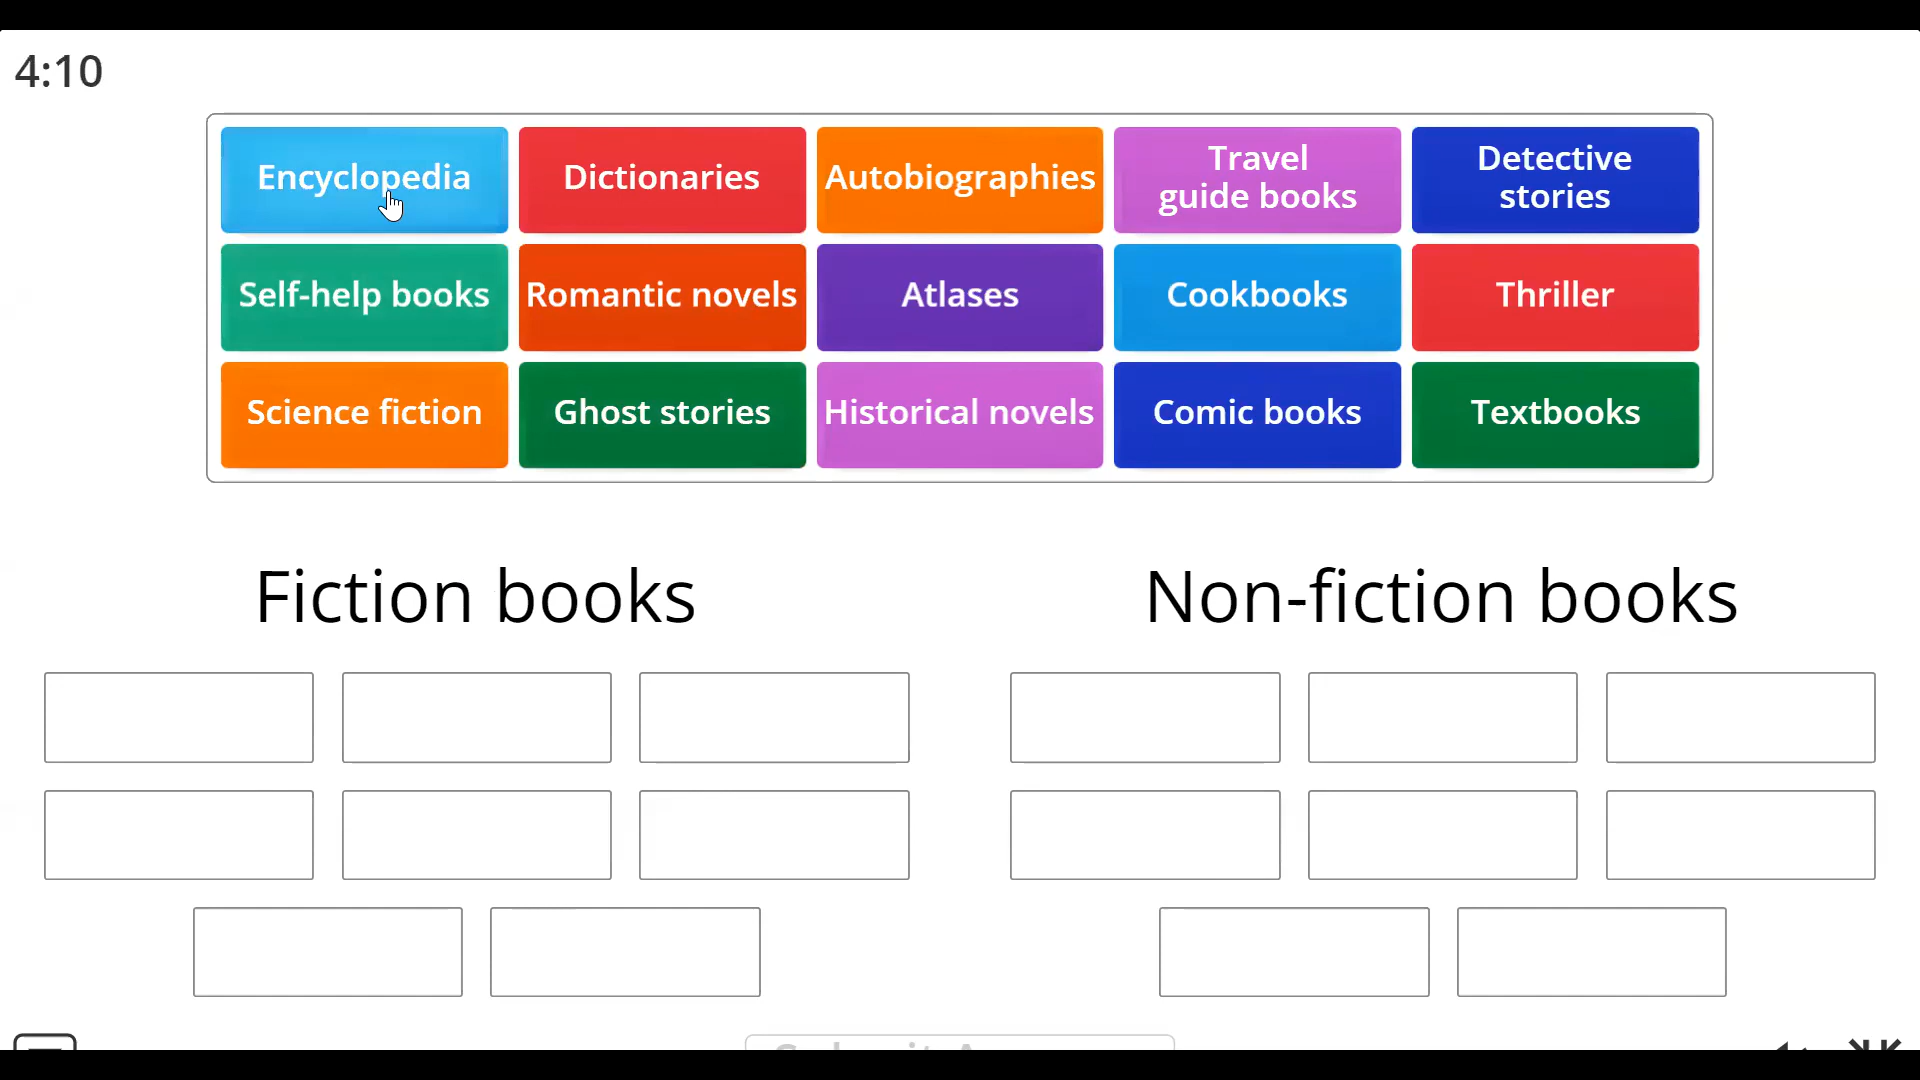 4:10
Encyclopedia
Dictionaries
Autobiographies
Travel
guide books
Detective
stories
Self-help books
Romantic novels
Atlases
Cookbooks
Thriller
Science fiction
Ghost stories
Historical novels
Comic books
Textbooks
Fiction books
Non-fiction books